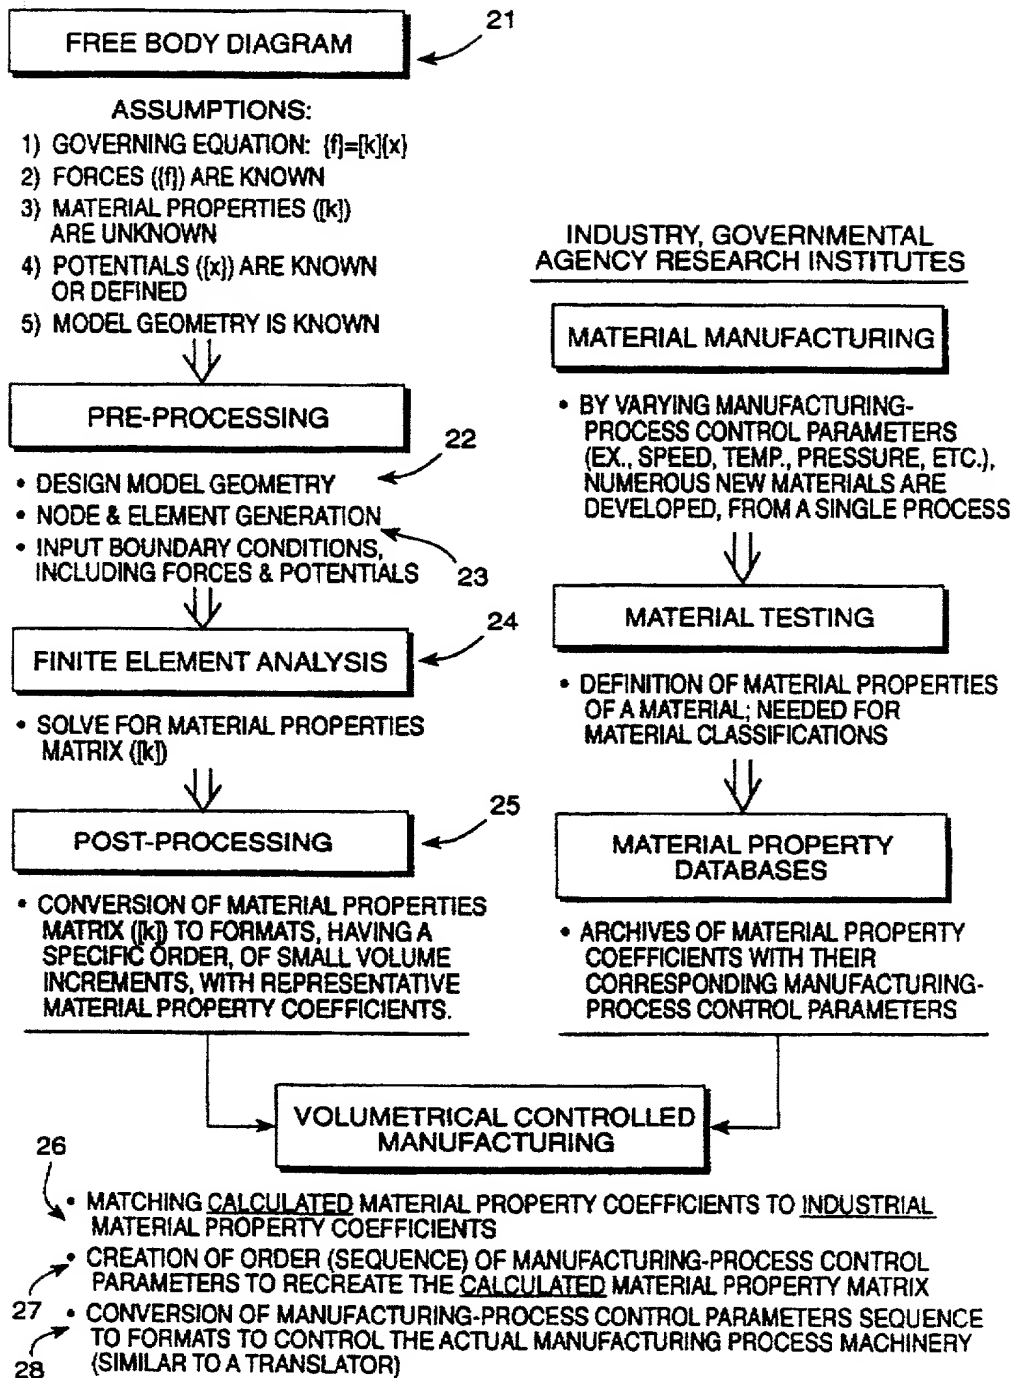 FREE BODY DIAGRAM
21
ASSUMPTIONS:
1) GOVERNING EQUATION: {f}=[k]{x}
2) FORCES ({f}) ARE KNOWN
3) MATERIAL PROPERTIES ([k])
ARE UNKNOWN
4) POTENTIALS ({x}) ARE KNOWN
OR DEFINED
5) MODEL GEOMETRY IS KNOWN
PRE-PROCESSING
22
• DESIGN MODEL GEOMETRY
• NODE & ELEMENT GENERATION
• INPUT BOUNDARY CONDITIONS,
INCLUDING FORCES & POTENTIALS
23
24
FINITE ELEMENT ANALYSIS
• SOLVE FOR MATERIAL PROPERTIES
MATRIX ([k])
25
POST-PROCESSING
• CONVERSION OF MATERIAL PROPERTIES
MATRIX ([k]) TO FORMATS, HAVING A
SPECIFIC ORDER, OF SMALL VOLUME
INCREMENTS, WITH REPRESENTATIVE
MATERIAL PROPERTY COEFFICIENTS.
INDUSTRY, GOVERNMENTAL
AGENCY RESEARCH INSTITUTES
MATERIAL MANUFACTURING
• BY VARYING MANUFACTURING-
PROCESS CONTROL PARAMETERS
(EX., SPEED, TEMP., PRESSURE, ETC.),
NUMEROUS NEW MATERIALS ARE
DEVELOPED, FROM A SINGLE PROCESS
MATERIAL TESTING
• DEFINITION OF MATERIAL PROPERTIES
OF A MATERIAL; NEEDED FOR
MATERIAL CLASSIFICATIONS
MATERIAL PROPERTY
DATABASES
• ARCHIVES OF MATERIAL PROPERTY
COEFFICIENTS WITH THEIR
CORRESPONDING MANUFACTURING-
PROCESS CONTROL PARAMETERS
VOLUMETRICAL CONTROLLED
MANUFACTURING
26
• MATCHING CALCULATED MATERIAL PROPERTY COEFFICIENTS TO INDUSTRIAL
MATERIAL PROPERTY COEFFICIENTS
• CREATION OF ORDER (SEQUENCE) OF MANUFACTURING-PROCESS CONTROL
PARAMETERS TO RECREATE THE CALCULATED MATERIAL PROPERTY MATRIX
27
• CONVERSION OF MANUFACTURING-PROCESS CONTROL PARAMETERS SEQUENCE
TO FORMATS TO CONTROL THE ACTUAL MANUFACTURING PROCESS MACHINERY
(SIMILAR TO A TRANSLATOR)
28